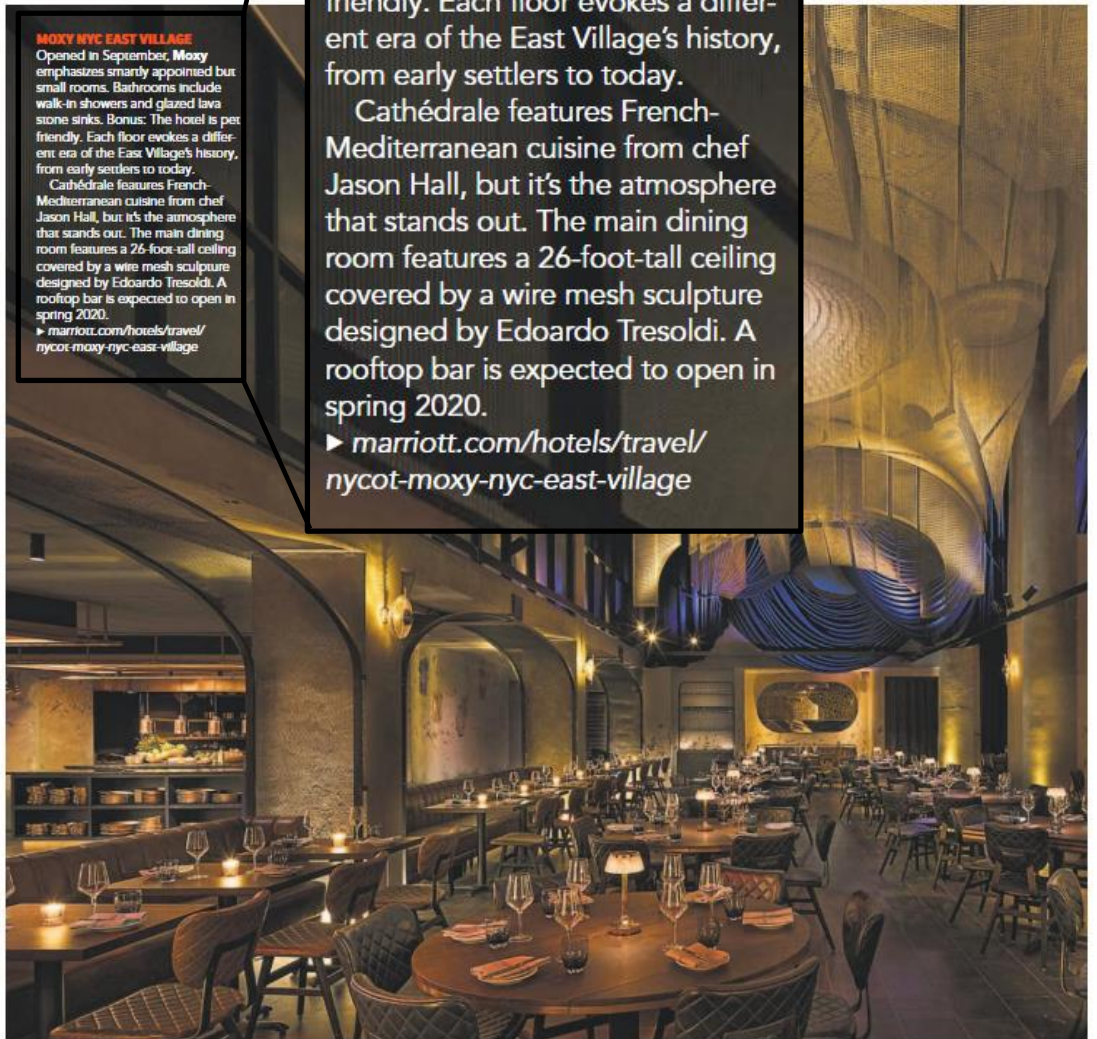 MOXY NYC EAST VILLAGE
Opened in September, Moxy
emphasizes smartly appointed but
small rooms. Bathrooms include
walk-in showers and glazed lava
stone sinks. Bonus: The hotel is pet
friendly. Each floor evokes a differ-
ent era of the East Village's history,
from early settlers to today.
Cathédrale features French-
Mediterranean cuisine from chef
Jason Hall, but it's the atmosphere
that stands out. The main dining
room features a 26-foot-tall ceiling
covered by a wire mesh sculpture
designed by Edoardo Tresoldi. A
rooftop bar is expected to open in
spring 2020.
► marriott.com/hotels/travel/
nycot-moxy-nyc-east-village
friendly. Each floor evokes a differ-
ent era of the East Village's history,
from early settlers to today.
Cathédrale features French-
Mediterranean cuisine from chef
Jason Hall, but it's the atmosphere
that stands out. The main dining
room features a 26-foot-tall ceiling
covered by a wire mesh sculpture
designed by Edoardo Tresoldi. A
rooftop bar is expected to open in
spring 2020.
► marriott.com/hotels/travel/
nycot-moxy-nyc-east-village